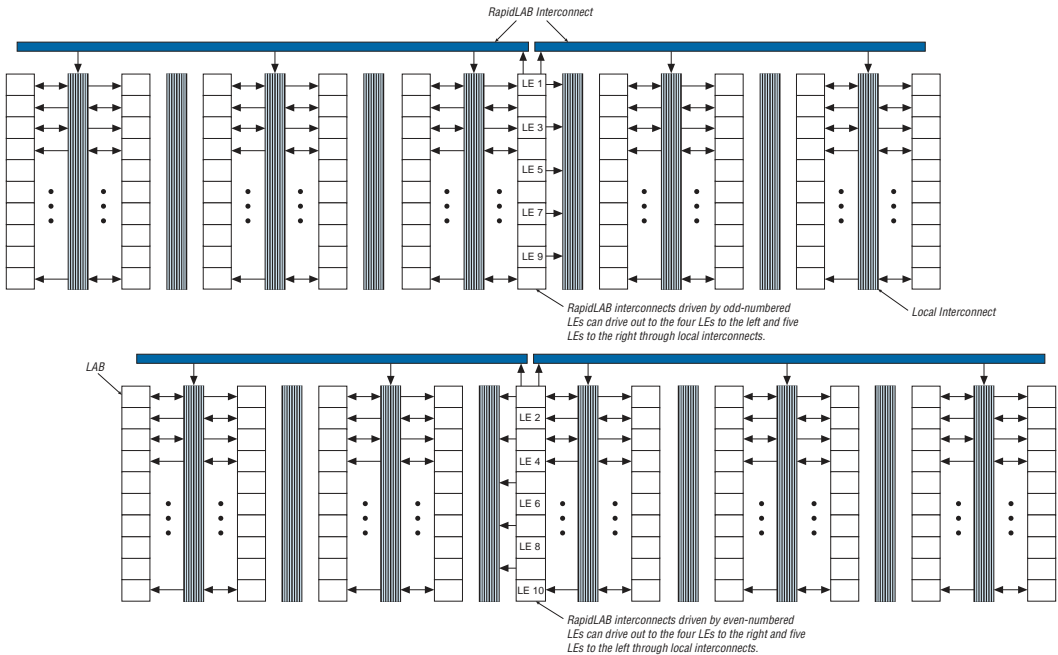 RapidLAB Interconnect
LE 1
LE 3
LE 5
LE 7
LE 9
RapidLAB interconnects driven by odd-numbered
LEs can drive out to the four LEs to the left and five
LEs to the right through local interconnects.
Local Interconnect
LAB
LE 2
LE 4
LE 6
LE 8
LE 10
RapidLAB interconnects driven by even-numbered
LEs can drive out to the four LEs to the right and five
LEs to the left through local interconnects.